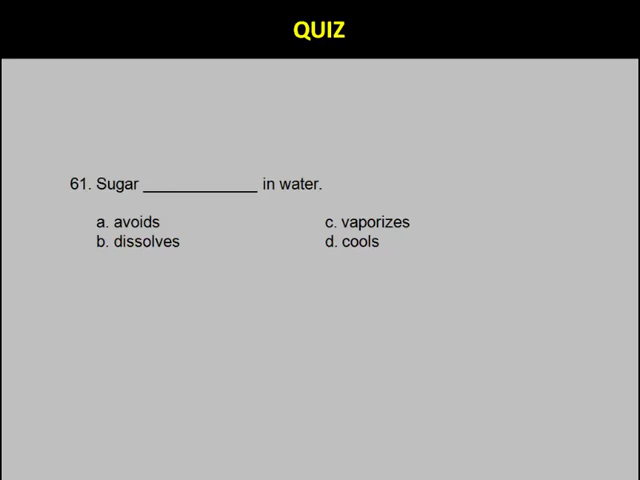 QUIZ
61. Sugar _____________ in water.
a. avoids
b. dissolves
c. vaporizes
d. cools